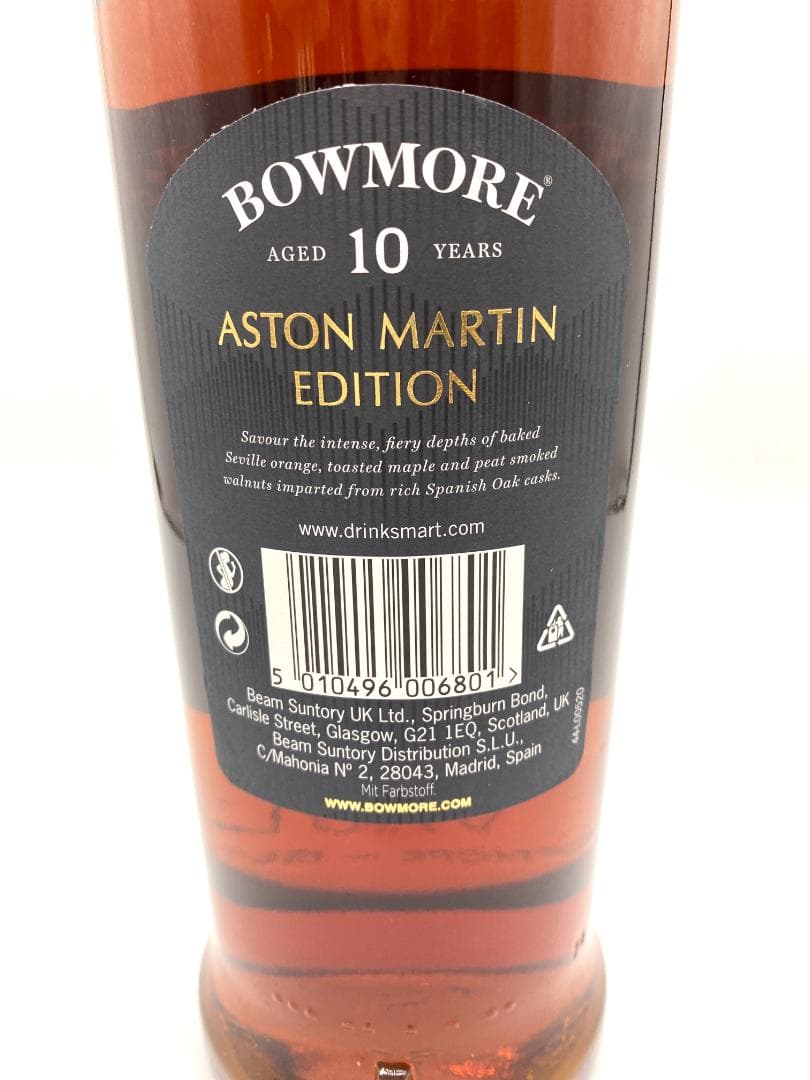 BOWMORE®
AGED 10 YEARS
ASTON MARTIN
EDITION
Savour the intense, fiery depths of baked
Seville orange, toasted maple and peat smoked
walnuts imparted from rich Spanish Oak casks.
www.drinksmart.com
5 010496 006801 >
Beam Suntory UK Ltd., Springburn Bond,
Carlisle Street, Glasgow, G21 1EQ, Scotland, UK
Beam Suntory Distribution S.L.U.,
C/Mahonia Nº 2, 28043, Madrid, Spain
Mit Farbstoff.
WWW.BOWMORE.COM
44-L00520